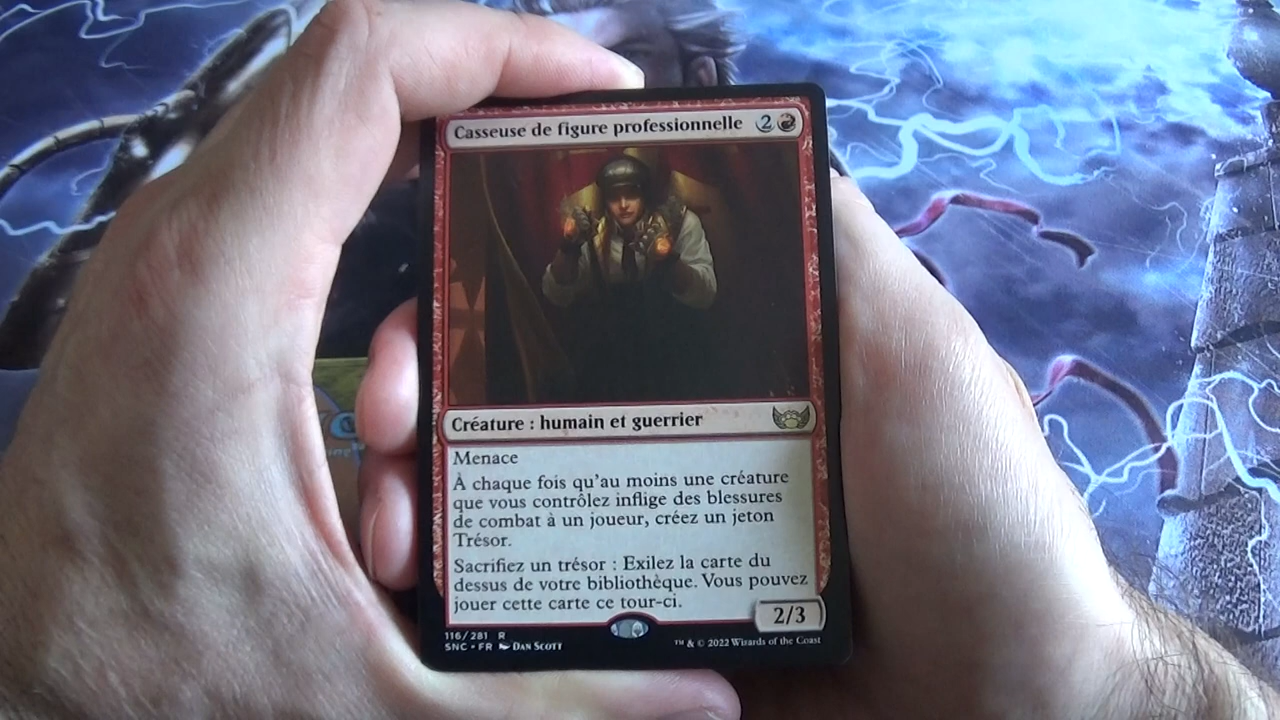 Casseuse de figure professionnelle 2
Créature : humain et guerrier
Menace
À chaque fois qu'au moins une créature
que vous contrôlez inflige des blessures
de combat à un joueur, créez un jeton
Trésor.
Sacrifiez un trésor : Exilez la carte du
dessus de votre bibliothèque. Vous pouvez
jouer cette carte ce tour-ci.
2/3
116/281 R
SNC • FR DAN SCOTT
™ & © 2022 Wizards of the Coast